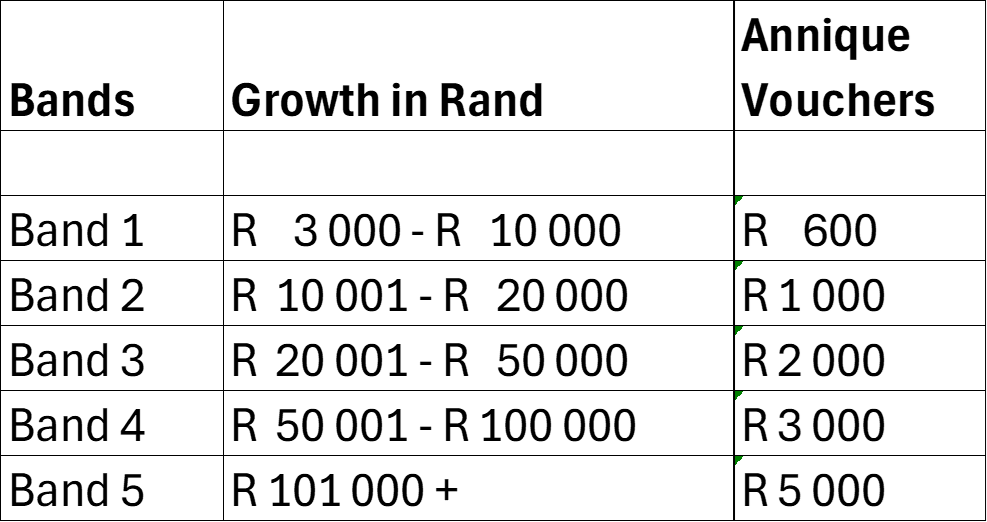 Bands Growth in Rand Annique Vouchers
Band 1 R 3 000 - R 10 000 R 600
Band 2 R 10 001 - R 20 000 R 1 000
Band 3 R 20 001 - R 50 000 R 2 000
Band 4 R 50 001 - R 100 000 R 3 000
Band 5 R 101 000 + R 5 000